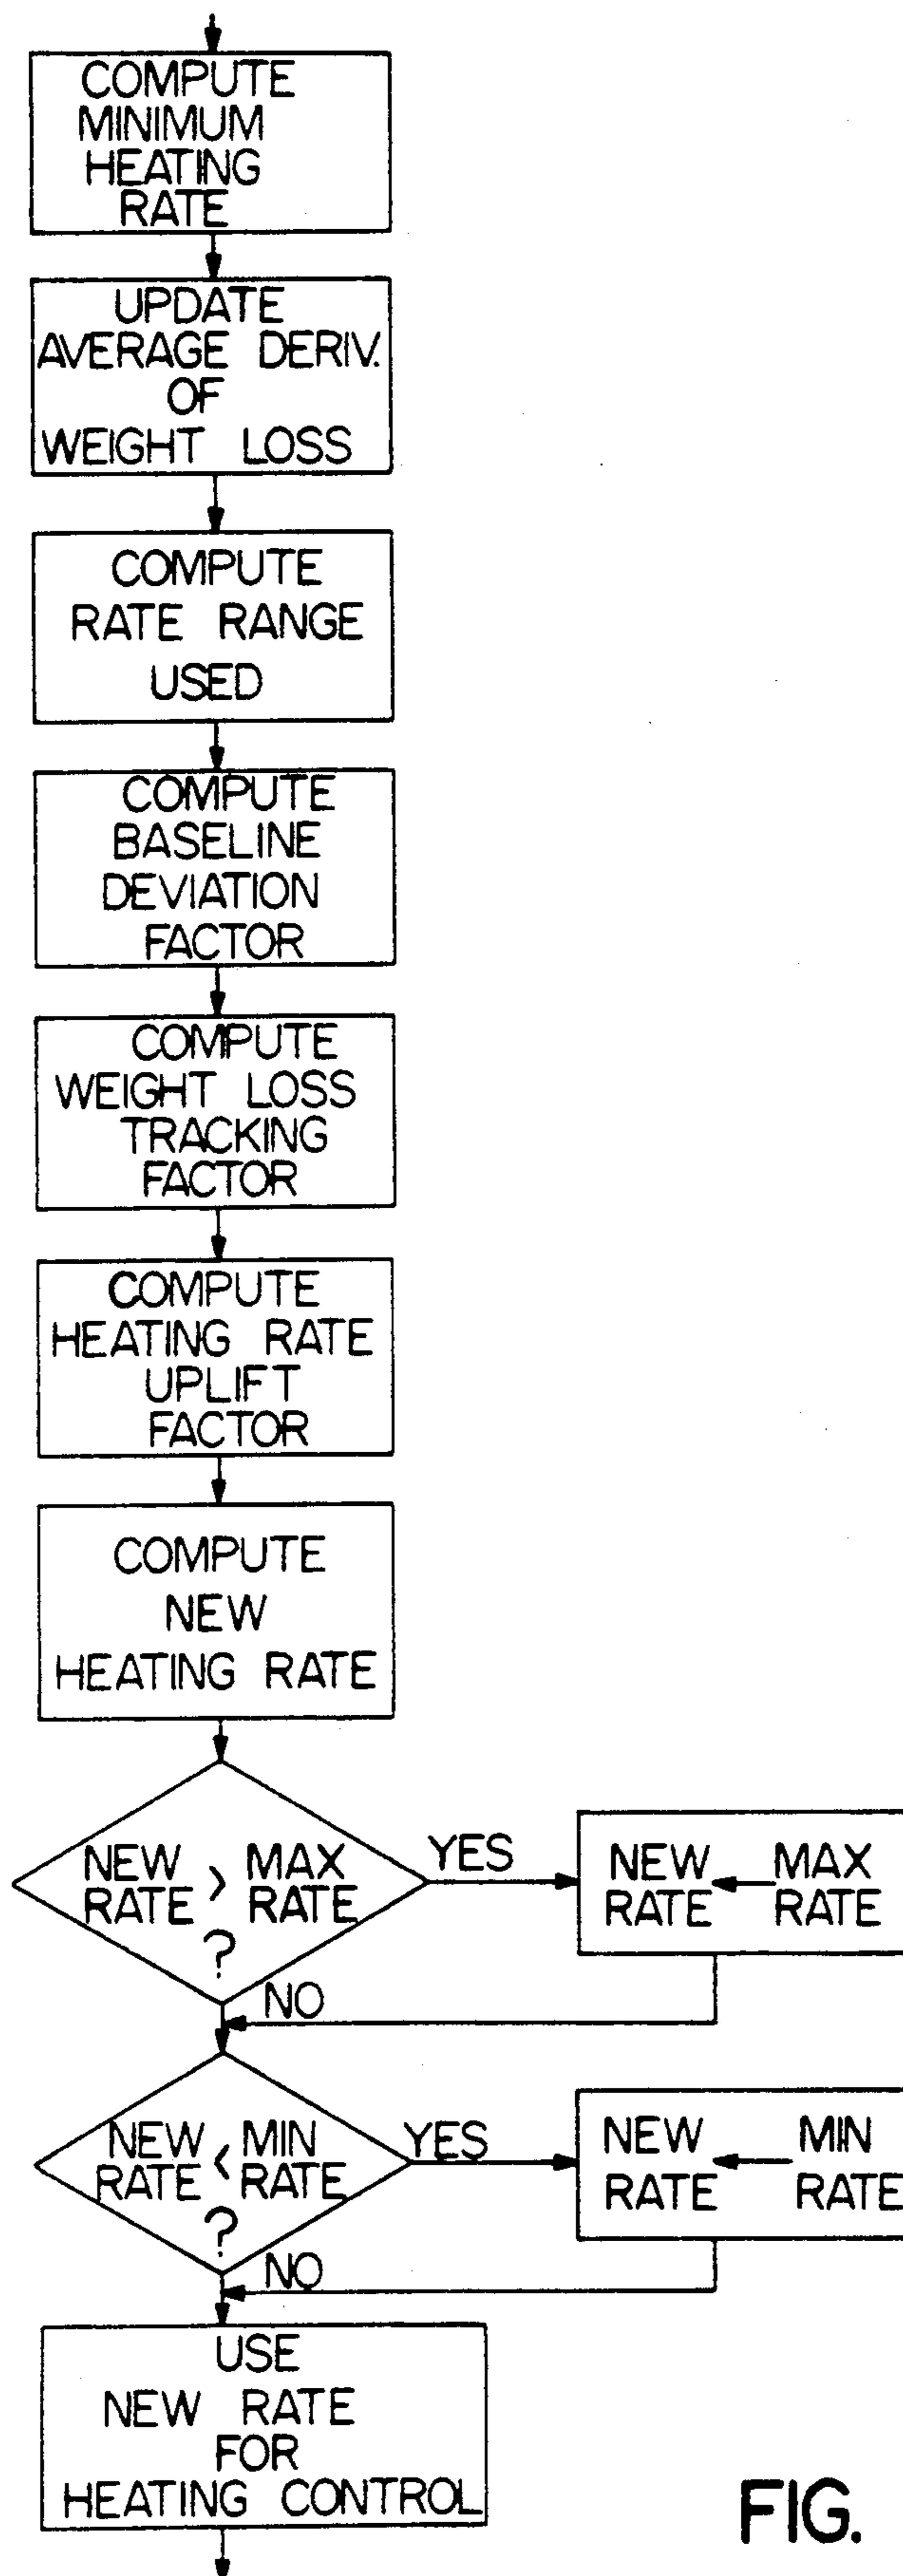 COMPUTE
MINIMUM
HEATING
RATE
UPDATE
AVERAGE DERIV.
OF
WEIGHT LOSS
COMPUTE
RATE RANGE
USED
COMPUTE
BASELINE
DEVIATION
FACTOR
COMPUTE
WEIGHT LOSS
TRACKING
FACTOR
COMPUTE
HEATING RATE
UPLIFT
FACTOR
COMPUTE
NEW
HEATING RATE
NEW > MAX
RATE RATE
?
YES
NEW ← MAX
RATE RATE
NO
NEW < MIN
RATE RATE
?
YES
NEW ← MIN
RATE RATE
NO
USE
NEW RATE
FOR
HEATING CONTROL
FIG.